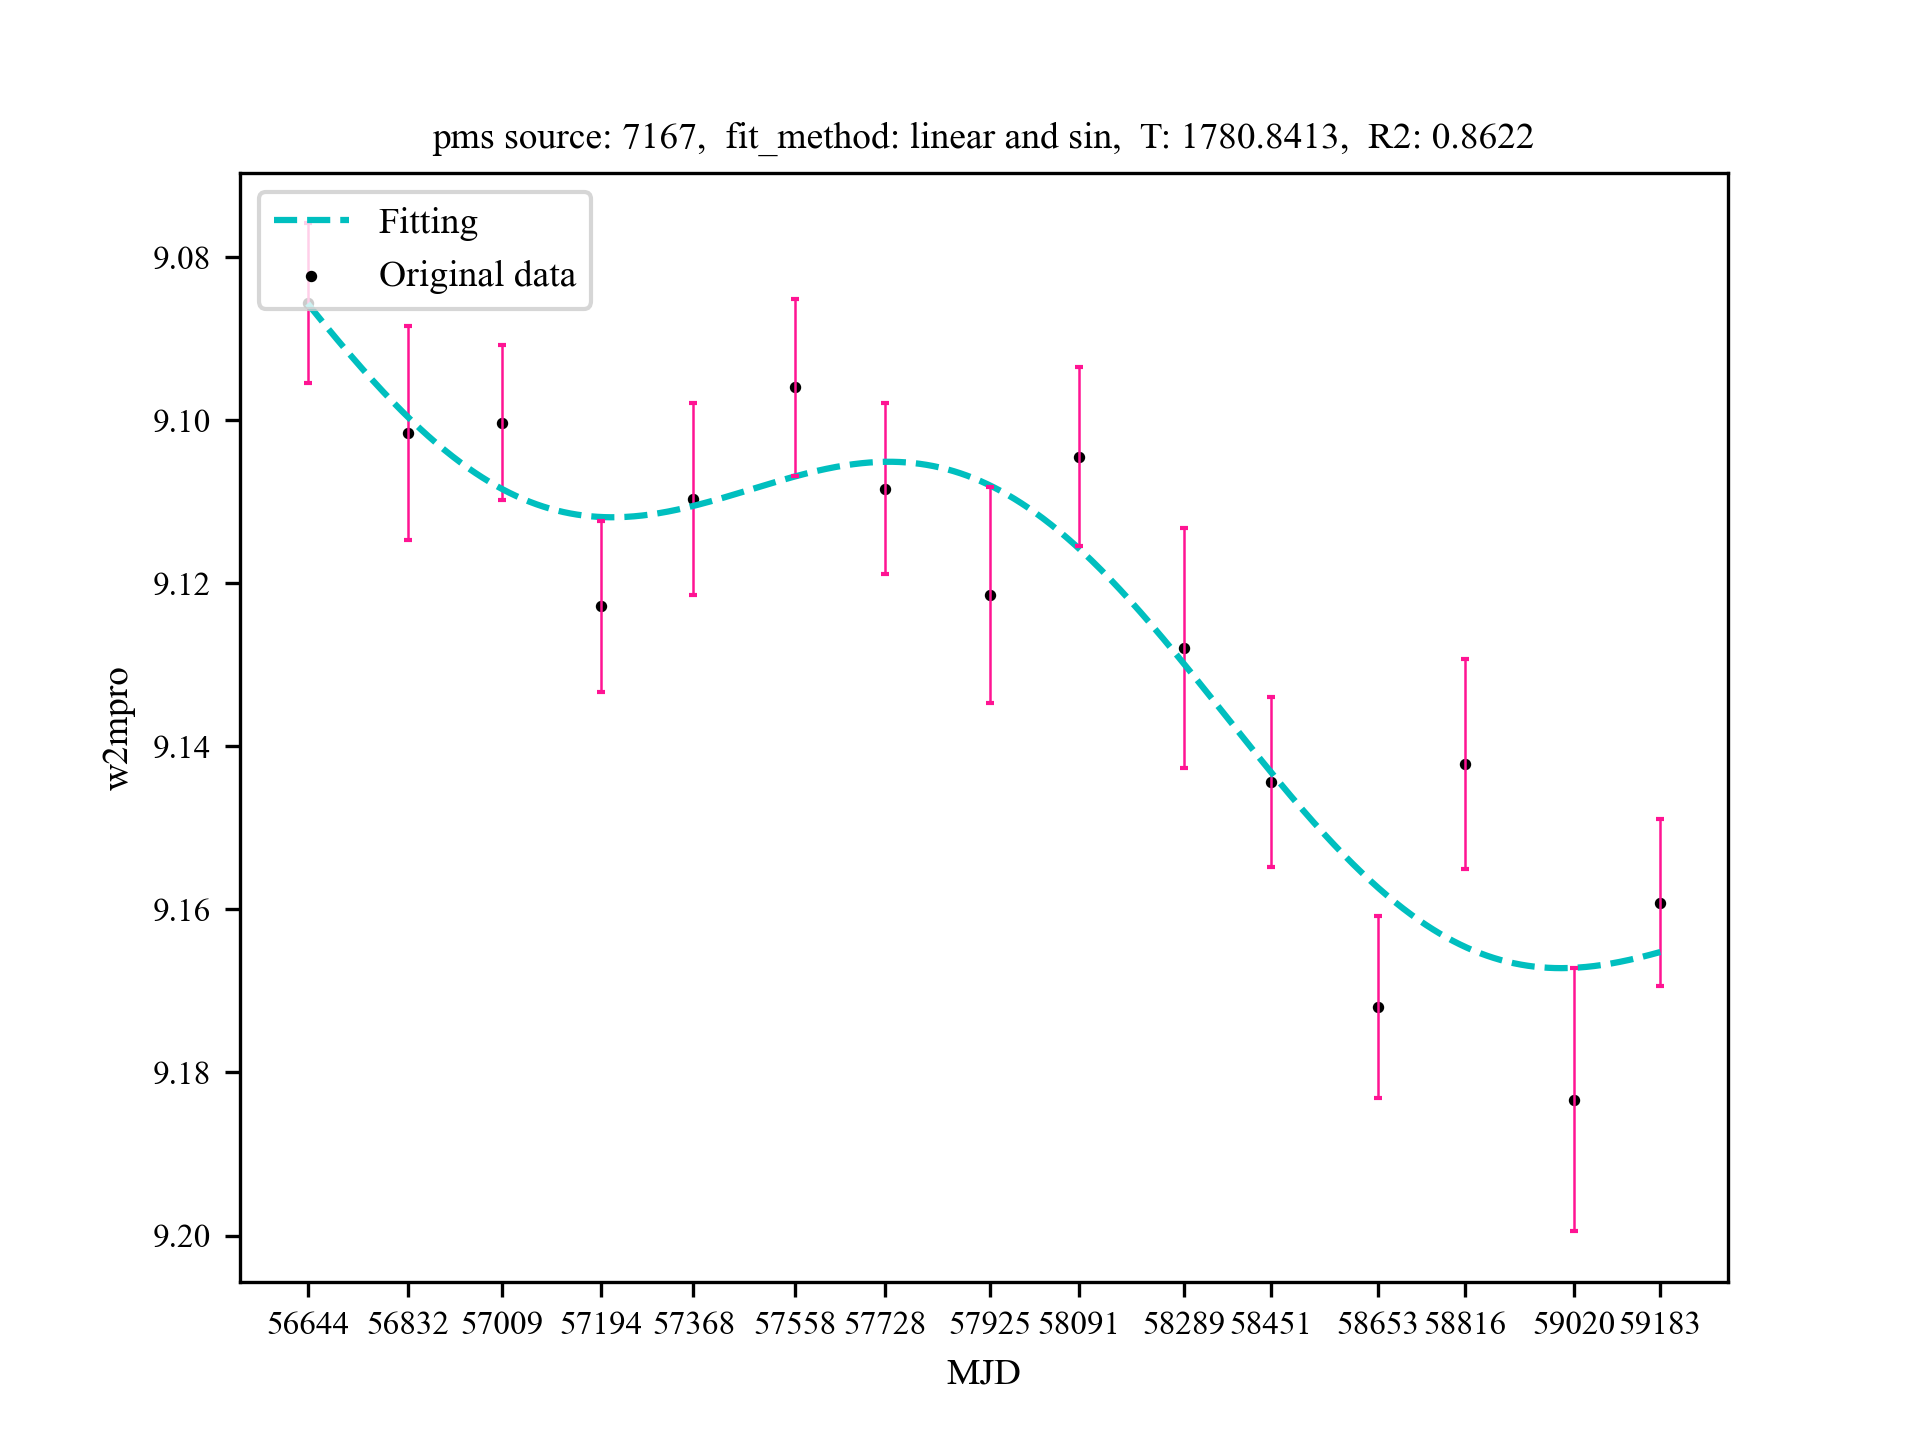 pms source: 7167, fit_method: linear and sin, T: 1780.8413, R2: 0.8622
Fitting
Original data
9.08
9.10
9.12
9.14
9.16
9.18
9.20
w2mpro
56644 56832 57009 57194 57368 57558 57728 57925 58091 58289 58451 58653 58816 59020 59183
MJD